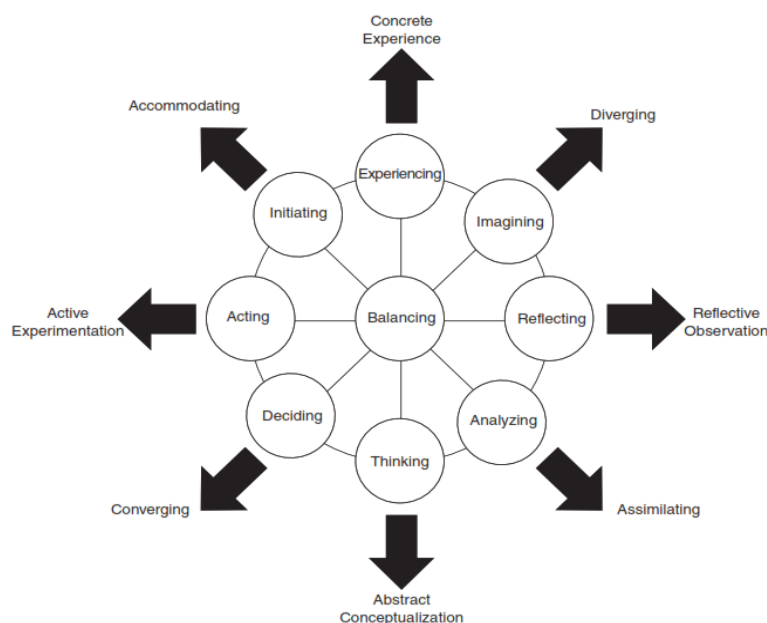 Concrete
Experience
Accommodating
Diverging
Experiencing
Initiating
Imagining
Active
Experimentation
Acting
Balancing
Reflecting
Reflective
Observation
Deciding
Analyzing
Thinking
Converging
Assimilating
Abstract
Conceptualization